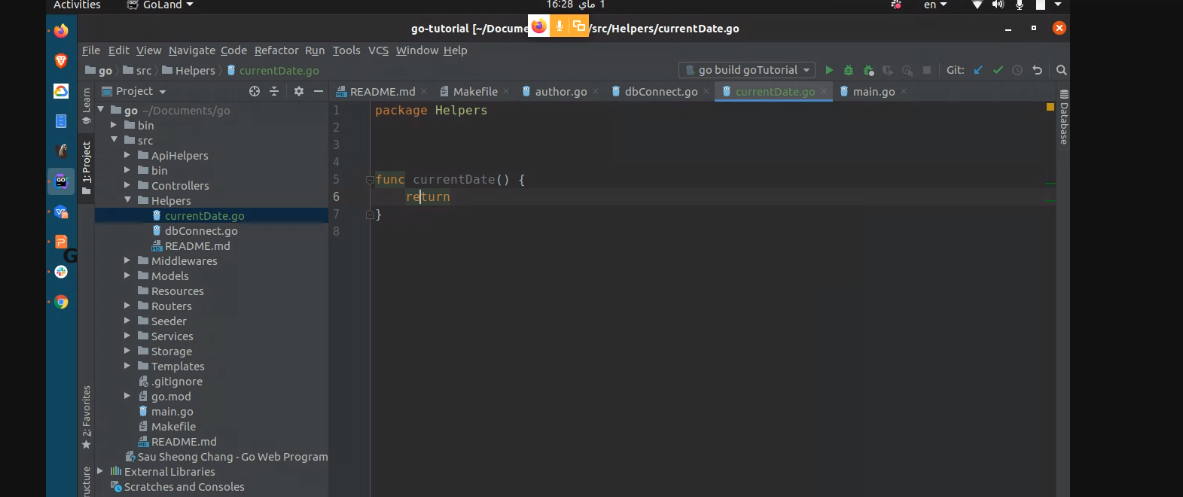 Activities GoLand 1 ماي 16:28 en
go-tutorial [~/Docume /src/Helpers/currentDate.go
File Edit View Navigate Code Refactor Run Tools VCS Window Help
go src Helpers currentDate.go go build goTutorial Git:
Project README.md Makefile author.go dbConnect.go currentDate.go main.go
Learn
1: Project
2: Favorites
ructure
Database
go ~/Documents/go
bin
src
ApiHelpers
bin
Controllers
Helpers
currentDate.go
dbConnect.go
README.md
Middlewares
Models
Resources
Routers
Seeder
Services
Storage
Templates
.gitignore
go.mod
main.go
Makefile
README.md
Sau Sheong Chang - Go Web Program
External Libraries
Scratches and Consoles
1 package Helpers
2
3
4
5 func currentDate() {
6 return
7 }
8